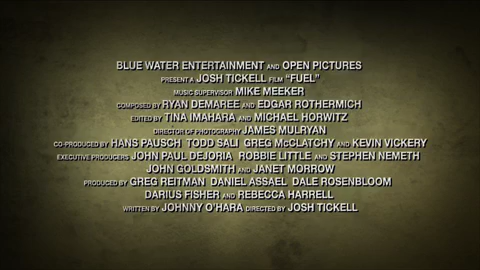 BLUE WATER ENTERTAINMENT AND OPEN PICTURES
PRESENT A JOSH TICKELL FILM "FUEL"
MUSIC SUPERVISOR MIKE MEEKER
COMPOSED BY RYAN DEMAREE AND EDGAR ROTHERMICH
EDITED BY TINA IMAHARA AND MICHAEL HORWITZ
DIRECTOR OF PHOTOGRAPHY JAMES MULRYAN
CO-PRODUCED BY HANS PAUSCH TODD SALI GREG McCLATCHY AND KEVIN VICKERY
EXECUTIVE PRODUCERS JOHN PAUL DEJORIA ROBBIE LITTLE AND STEPHEN NEMETH
JOHN GOLDSMITH AND JANET MORROW
PRODUCED BY GREG REITMAN DANIEL ASSAEL DALE ROSENBLOOM
DARIUS FISHER AND REBECCA HARRELL
WRITTEN BY JOHNNY O'HARA DIRECTED BY JOSH TICKELL